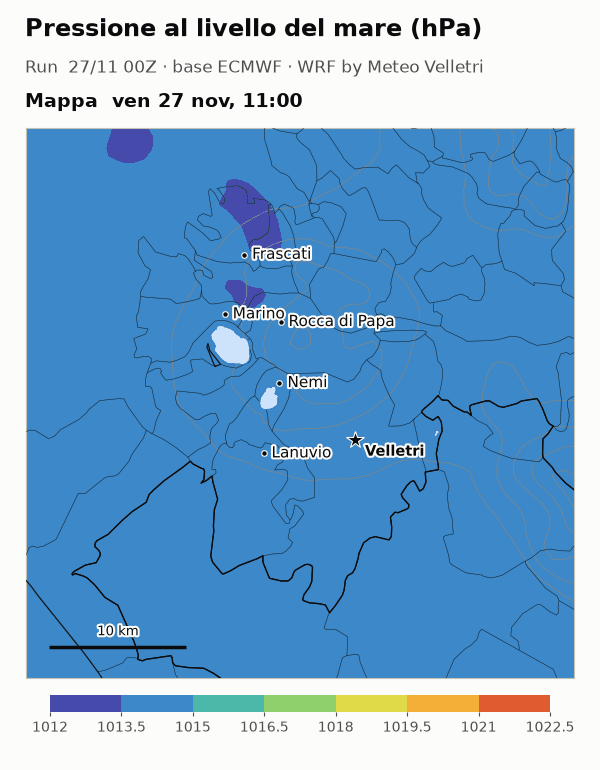 Pressione al livello del mare (hPa)
Run  27/11 00Z · base ECMWF · WRF by Meteo Velletri
Mappa  ven 27 nov, 11:00
Frascati
Marino
Rocca di Papa
Nemi
Velletri
Lanuvio
10 km
1012 1013.5 1015 1016.5 1018 1019.5 1021 1022.5